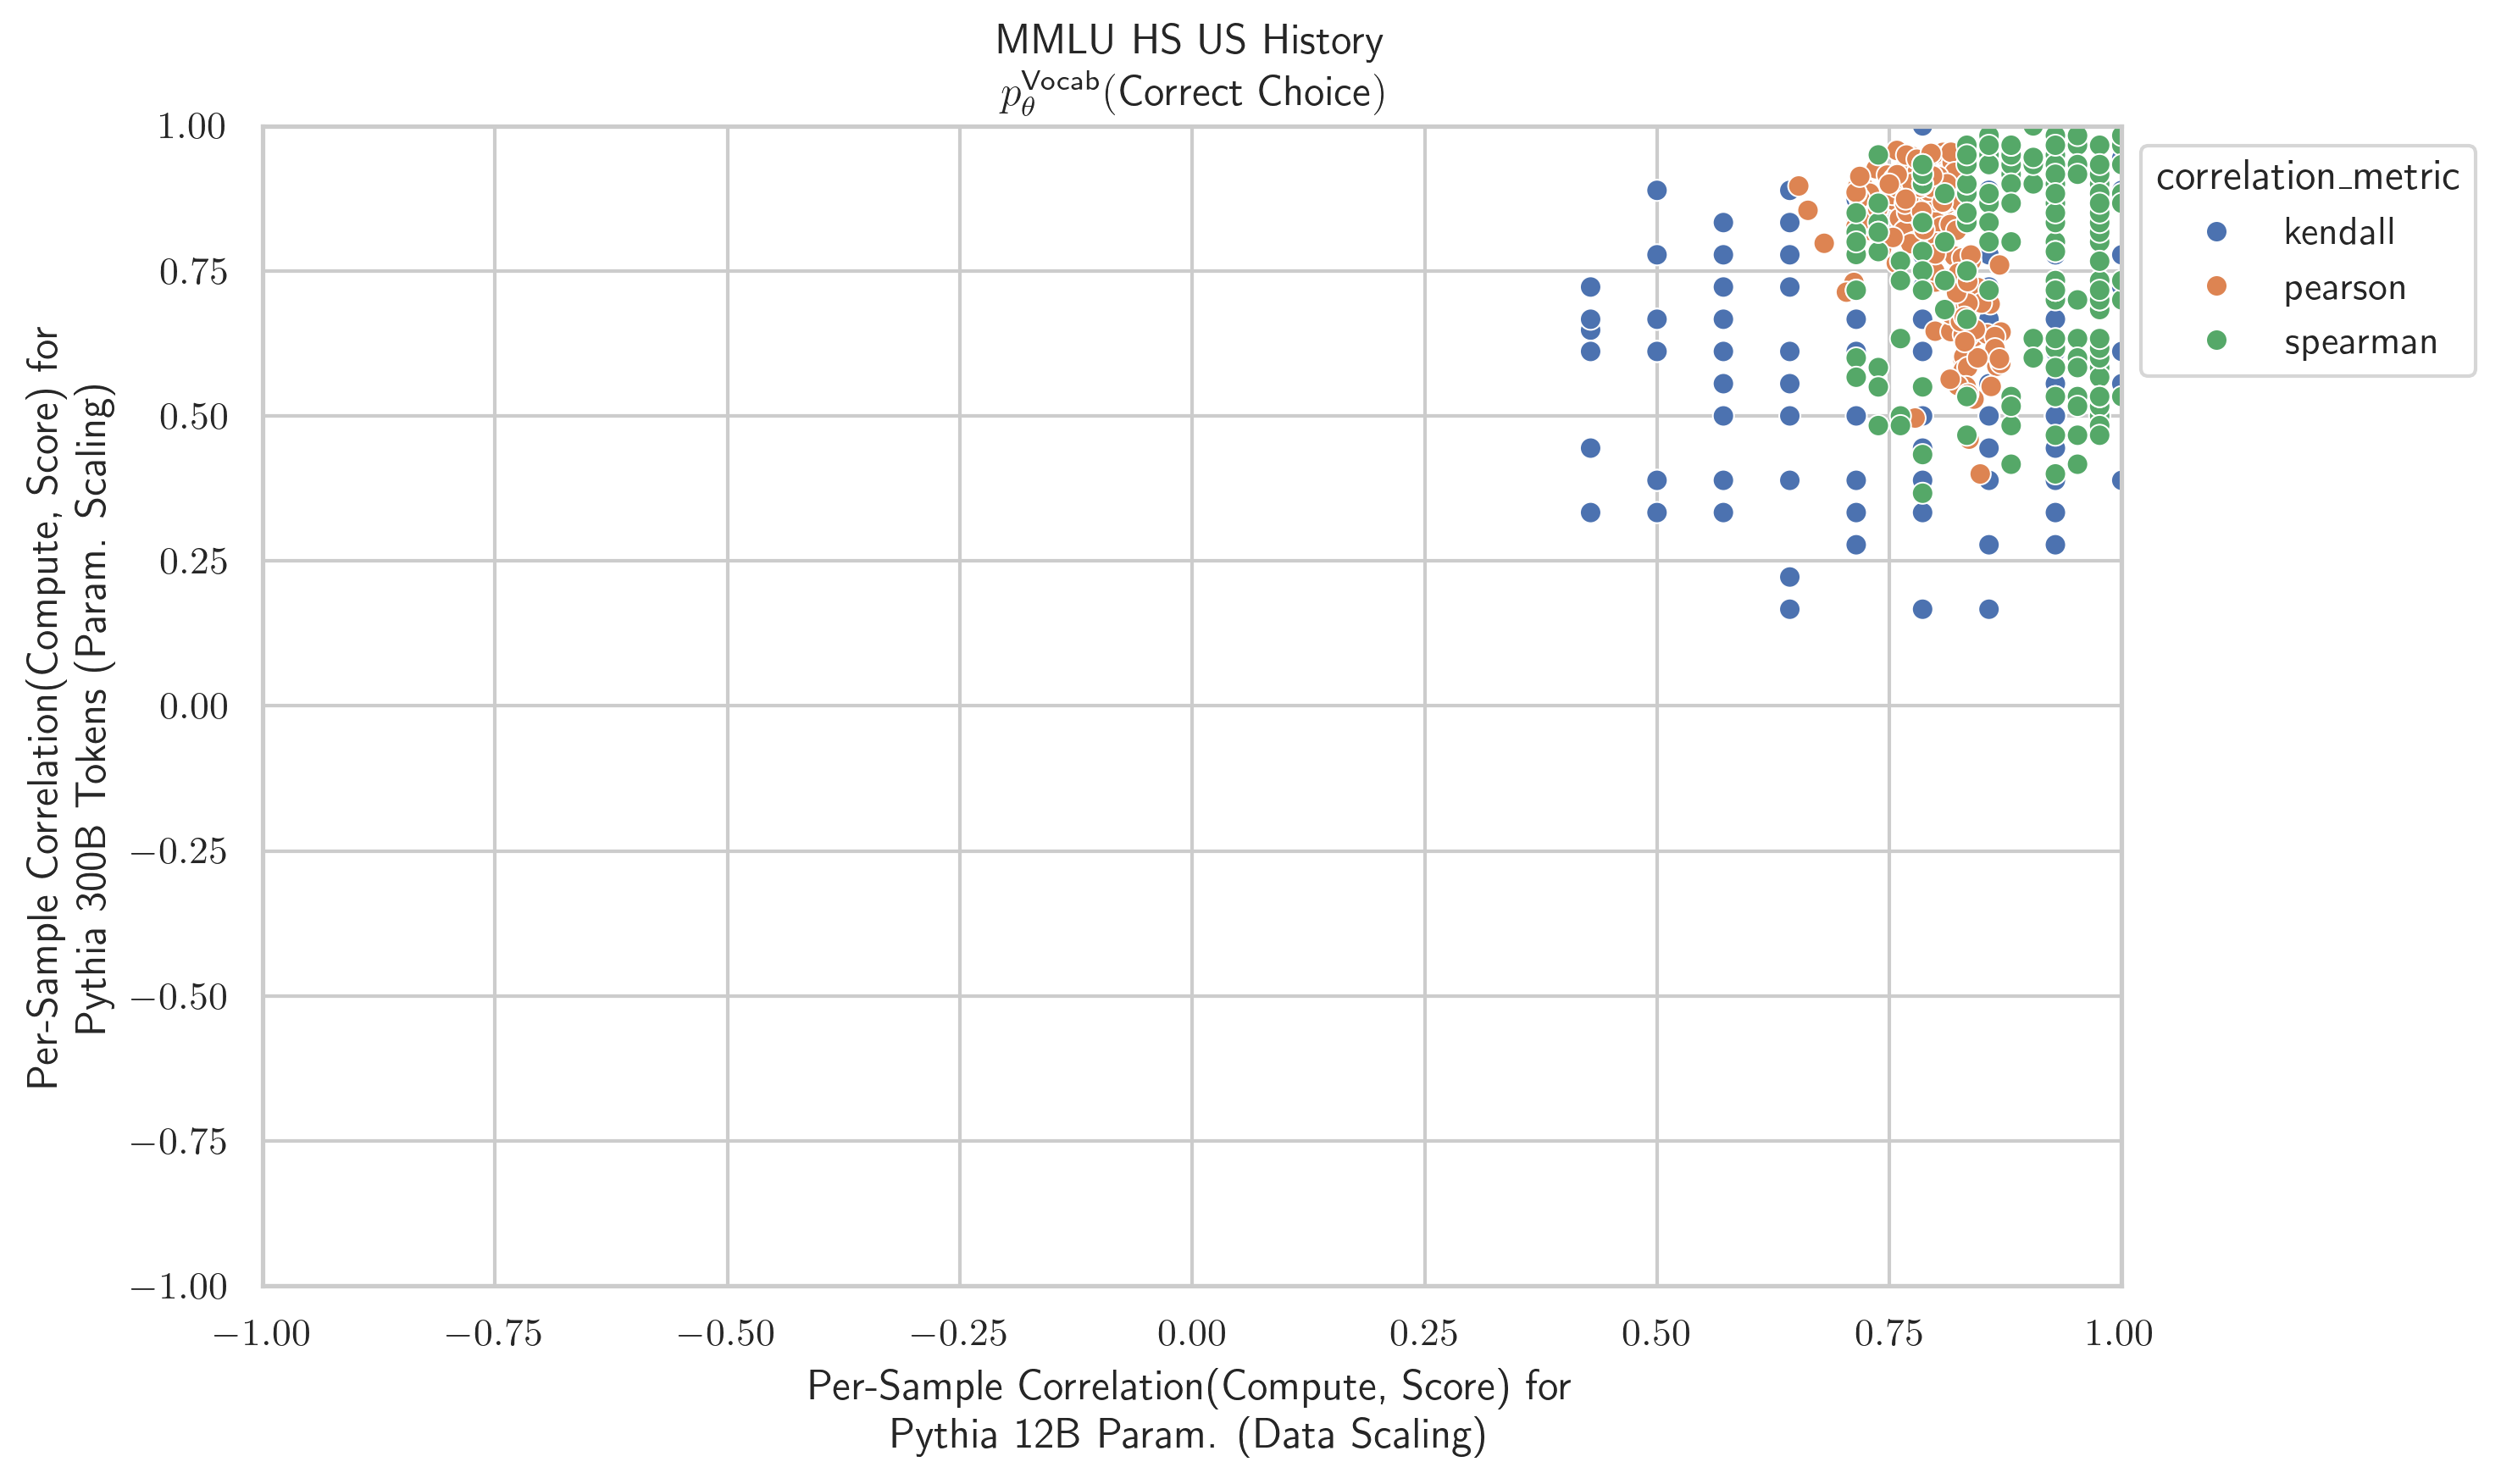 MMLU HS US History
p_θ^Vocab(Correct Choice)
Per-Sample Correlation(Compute, Score) for
Pythia 300B Tokens (Param. Scaling)
1.00
0.75
0.50
0.25
0.00
−0.25
−0.50
−0.75
−1.00
−1.00 −0.75 −0.50 −0.25 0.00 0.25 0.50 0.75 1.00
Per-Sample Correlation(Compute, Score) for
Pythia 12B Param. (Data Scaling)
correlation_metric
kendall
pearson
spearman